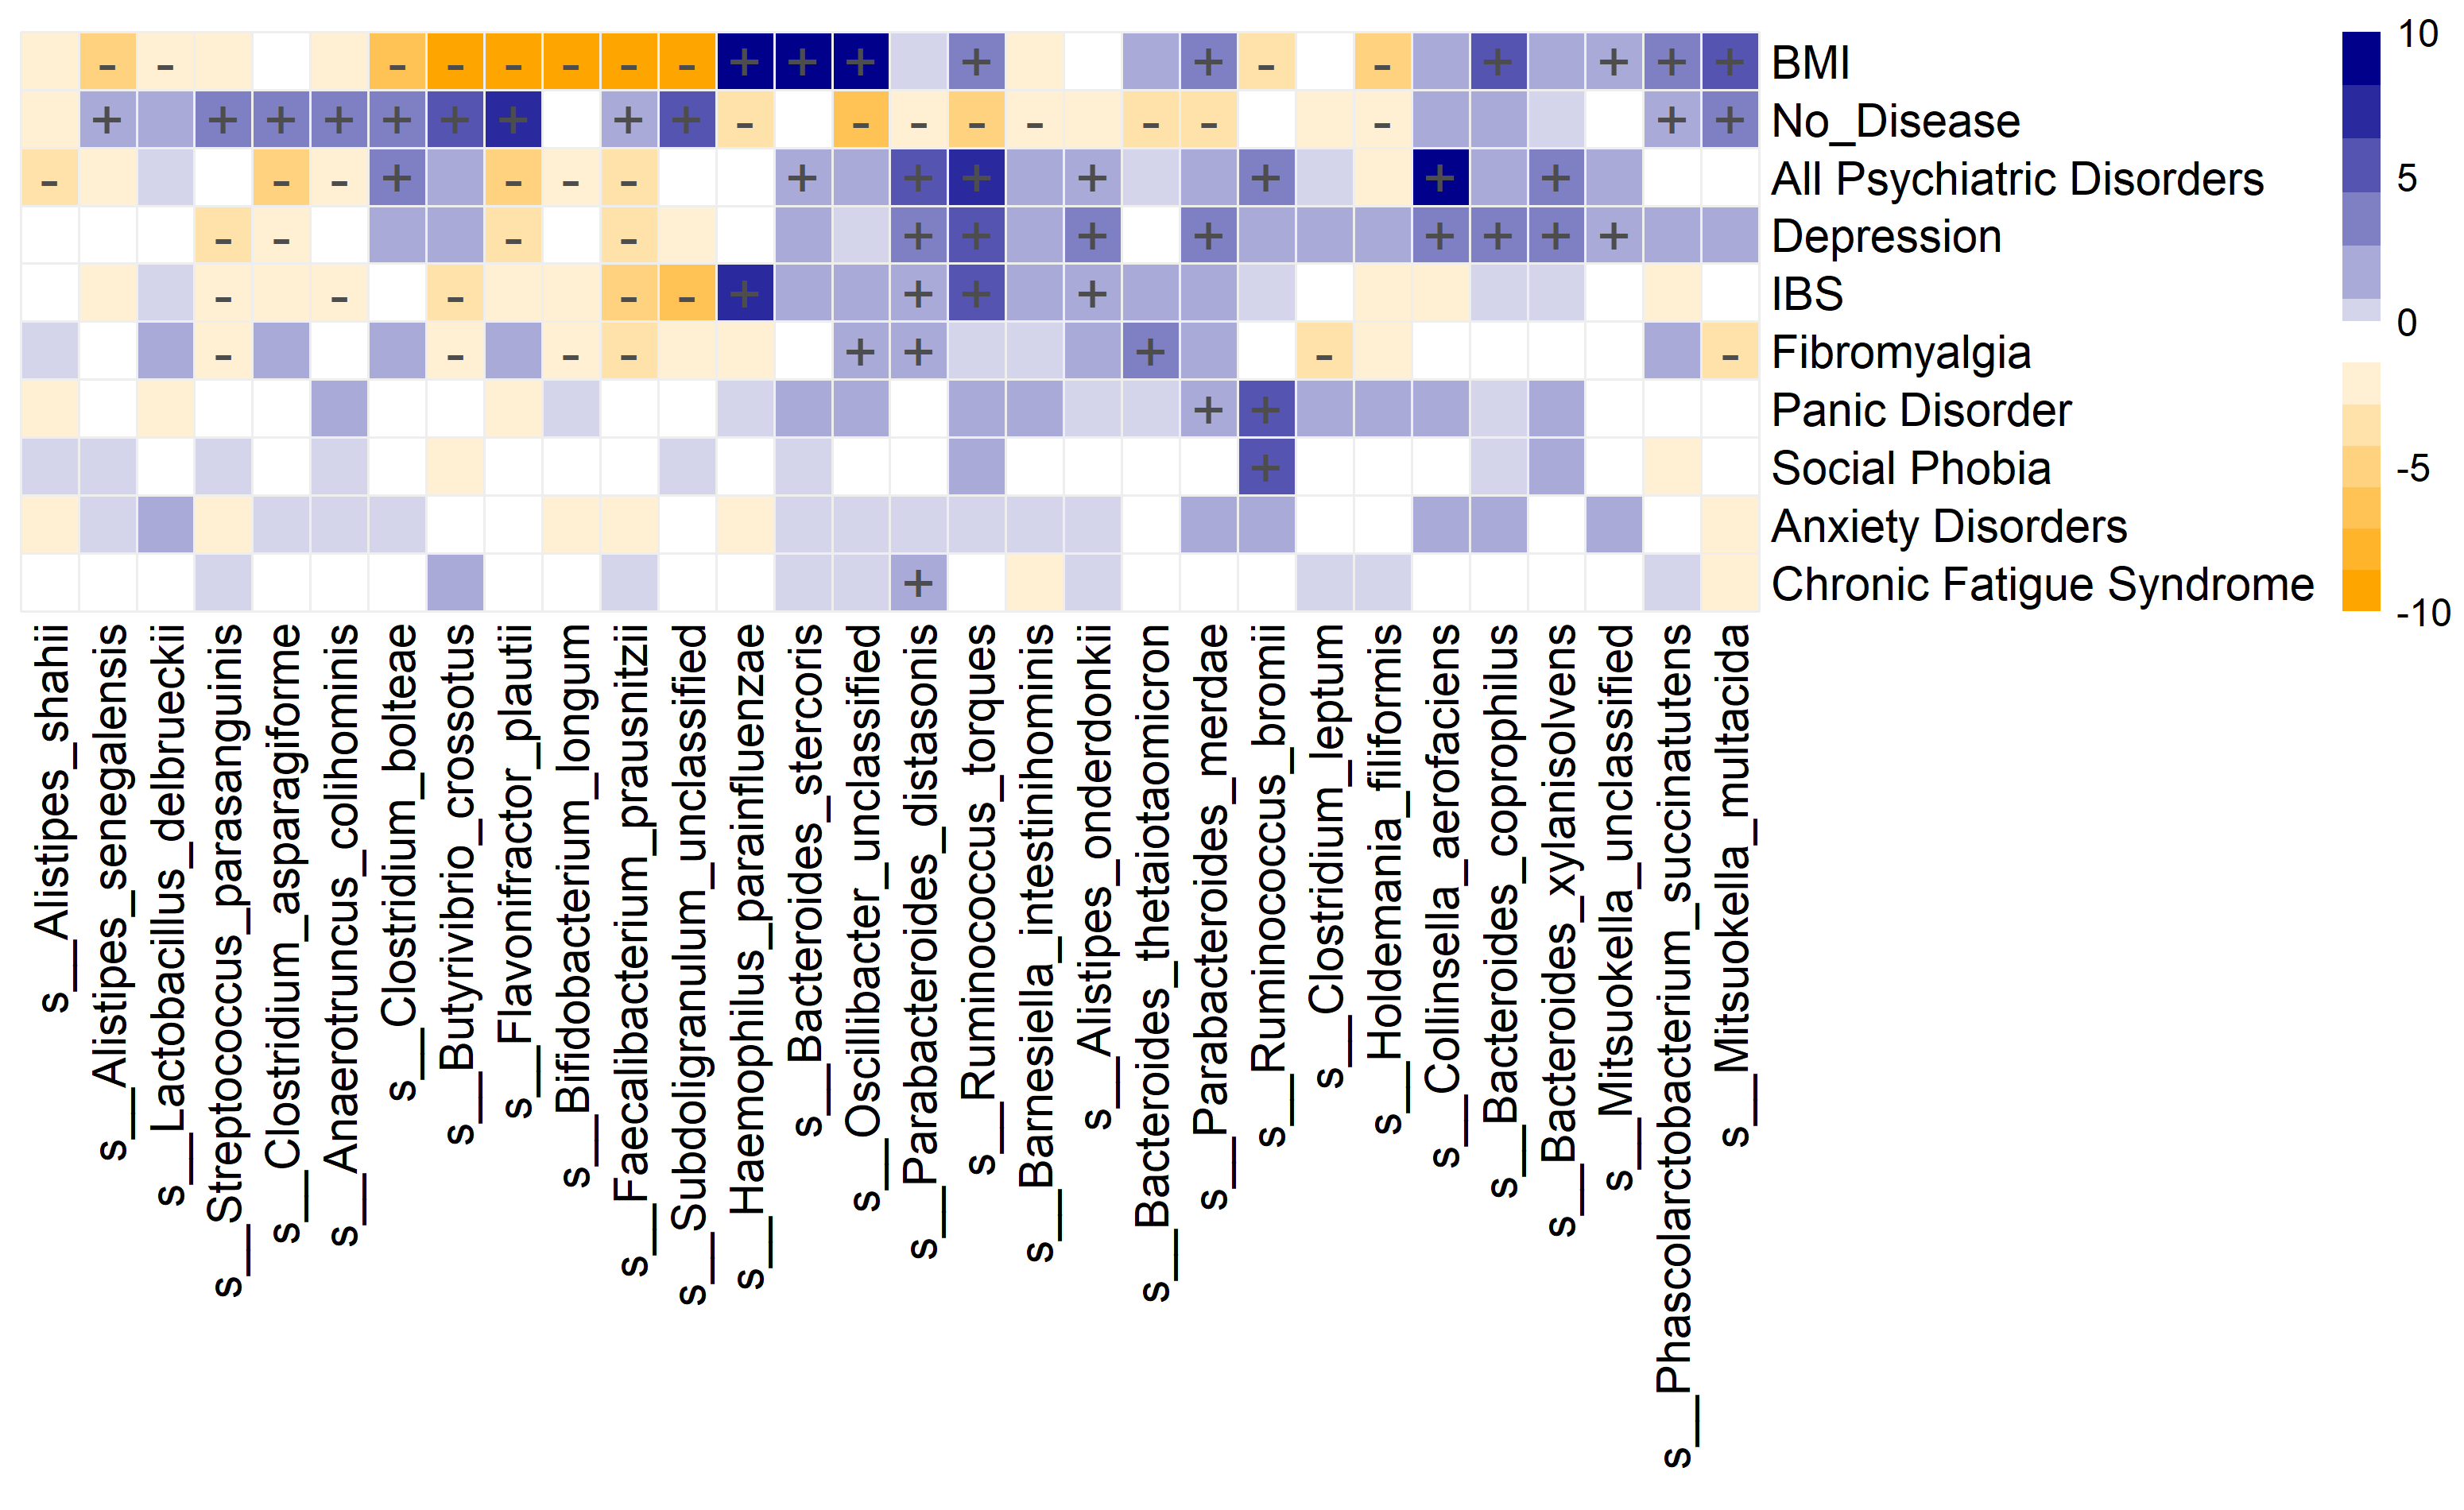 - - - - - - - - - + + + + + - - + + + +
+ + + + + + + + + - - - - - - - - + +
- - - + - - - + + + + + + +
- - - - + + + + + + + +
- - - - - + + + +
- - - - + + + - -
+ +
+
+
BMI
No_Disease
All Psychiatric Disorders
Depression
IBS
Fibromyalgia
Panic Disorder
Social Phobia
Anxiety Disorders
Chronic Fatigue Syndrome
10
5
0
-5
-10
s__Alistipes_shahii
s__Alistipes_senegalensis
s__Lactobacillus_delbrueckii
s__Streptococcus_parasanguinis
s__Clostridium_asparagiforme
s__Anaerotruncus_colihominis
s__Clostridium_bolteae
s__Butyrivibrio_crossotus
s__Flavonifractor_plautii
s__Bifidobacterium_longum
s__Faecalibacterium_prausnitzii
s__Subdoligranulum_unclassified
s__Haemophilus_parainfluenzae
s__Bacteroides_stercoris
s__Oscillibacter_unclassified
s__Parabacteroides_distasonis
s__Ruminococcus_torques
s__Barnesiella_intestinihominis
s__Alistipes_onderdonkii
s__Bacteroides_thetaiotaomicron
s__Parabacteroides_merdae
s__Ruminococcus_bromii
s__Clostridium_leptum
s__Holdemania_filiformis
s__Collinsella_aerofaciens
s__Bacteroides_coprophilus
s__Bacteroides_xylanisolvens
s__Mitsuokella_unclassified
s__Phascolarctobacterium_succinatutens
s__Mitsuokella_multacida